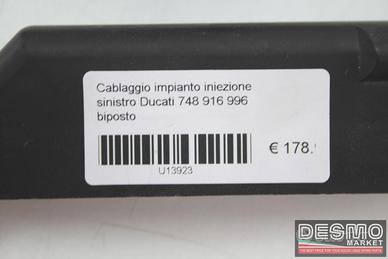 Cablaggio impianto iniezione
sinistro Ducati 748 916 996
biposto
€ 178.
U13923
DESMO
MARKET